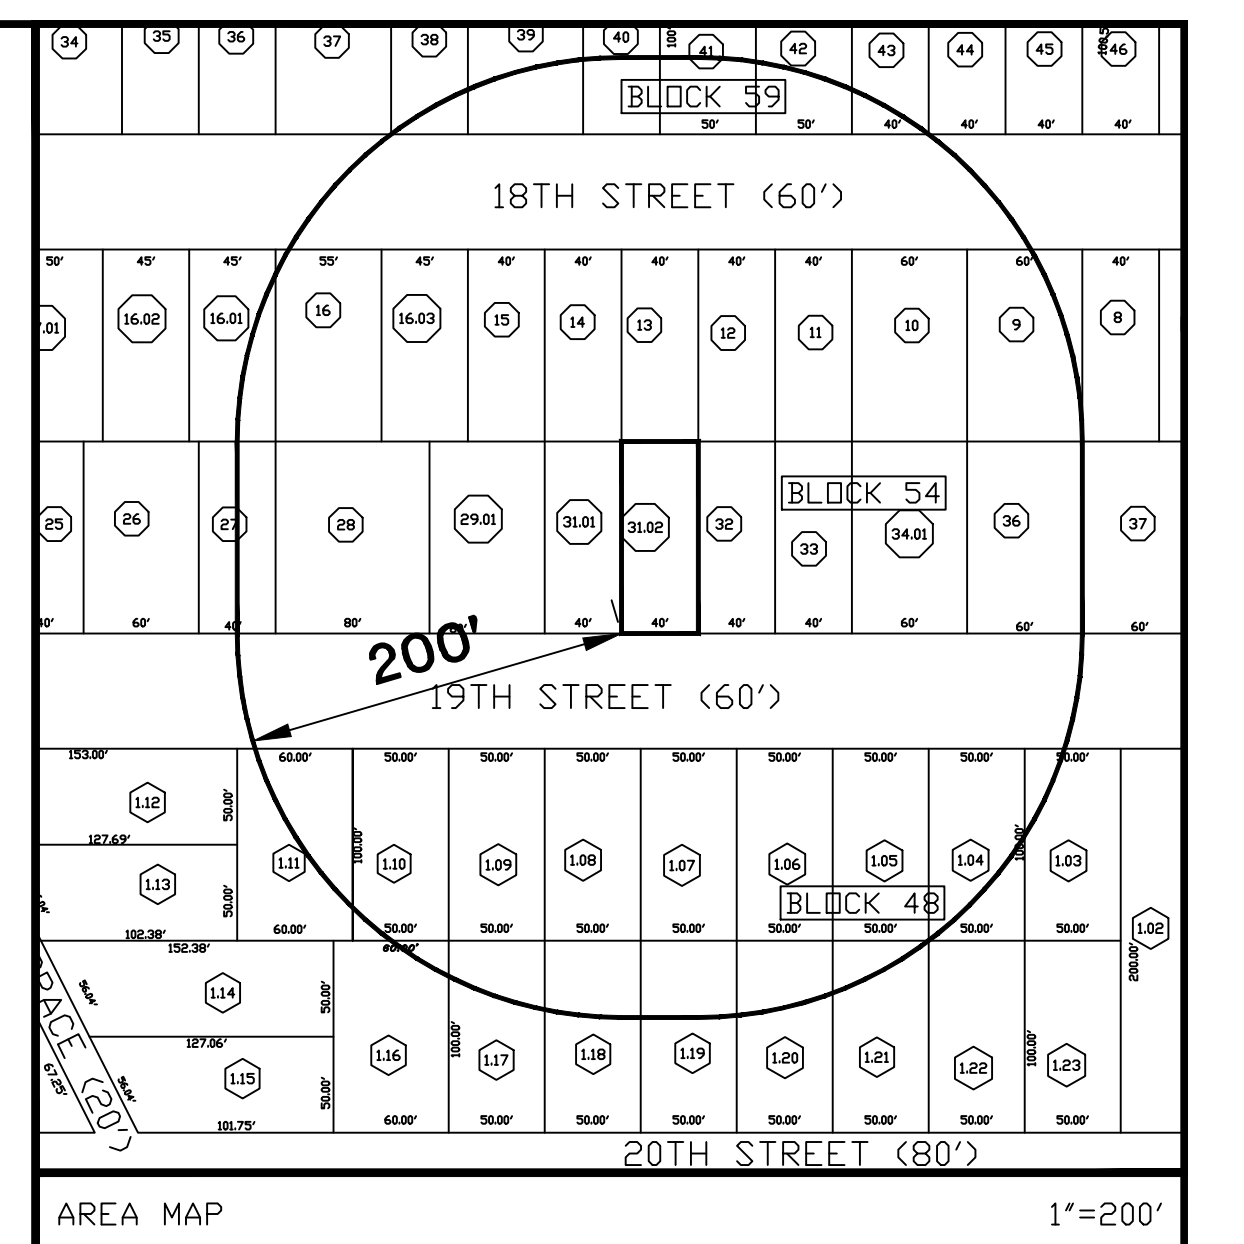 34 35 36 37 38 39 40 100' 41 42 43 44 45 46
BLOCK 59
50' 50' 40' 40' 40' 40'
18TH STREET (60')
50' 45' 45' 55' 45' 40' 40' 40' 40' 40' 60' 60' 40'
.01 16.02 16.01 16 16.03 15 14 13 12 11 10 9 8
BLOCK 54
25 26 27 28 29.01 31.01 31.02 32 33 34.01 36 37
40' 60' 40' 80' 40' 40' 40' 40' 60' 60' 60'
200'
19TH STREET (60')
153.00' 60.00' 50.00' 50.00' 50.00' 50.00' 50.00' 50.00' 50.00' 50.00'
1.12 50.00'
127.69' 100.00' 100.00'
1.13 1.11 1.10 1.09 1.08 1.07 1.06 1.05 1.04 1.03
50.00'
BLOCK 48
102.38' 60.00' 50.00' 50.00' 50.00' 50.00' 50.00' 50.00' 50.00' 50.00'
1.02
200.00'
152.38' 60.00'
56.04' 1.14 50.00'
RACE (20')
127.06' 100.00' 100.00'
67.25' 56.04' 1.15 50.00' 1.16 1.17 1.18 1.19 1.20 1.21 1.22 1.23
101.75' 60.00' 50.00' 50.00' 50.00' 50.00' 50.00' 50.00' 50.00'
20TH STREET (80')
AREA MAP 1"=200'